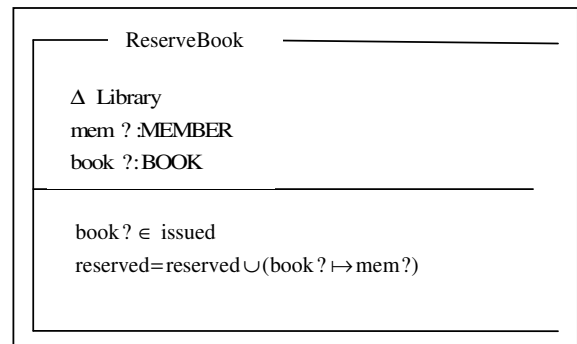 ReserveBook
Δ Library
mem ? :MEMBER
book ?: BOOK
book? ∈ issued
reserved=reserved∪(book?↦mem?)